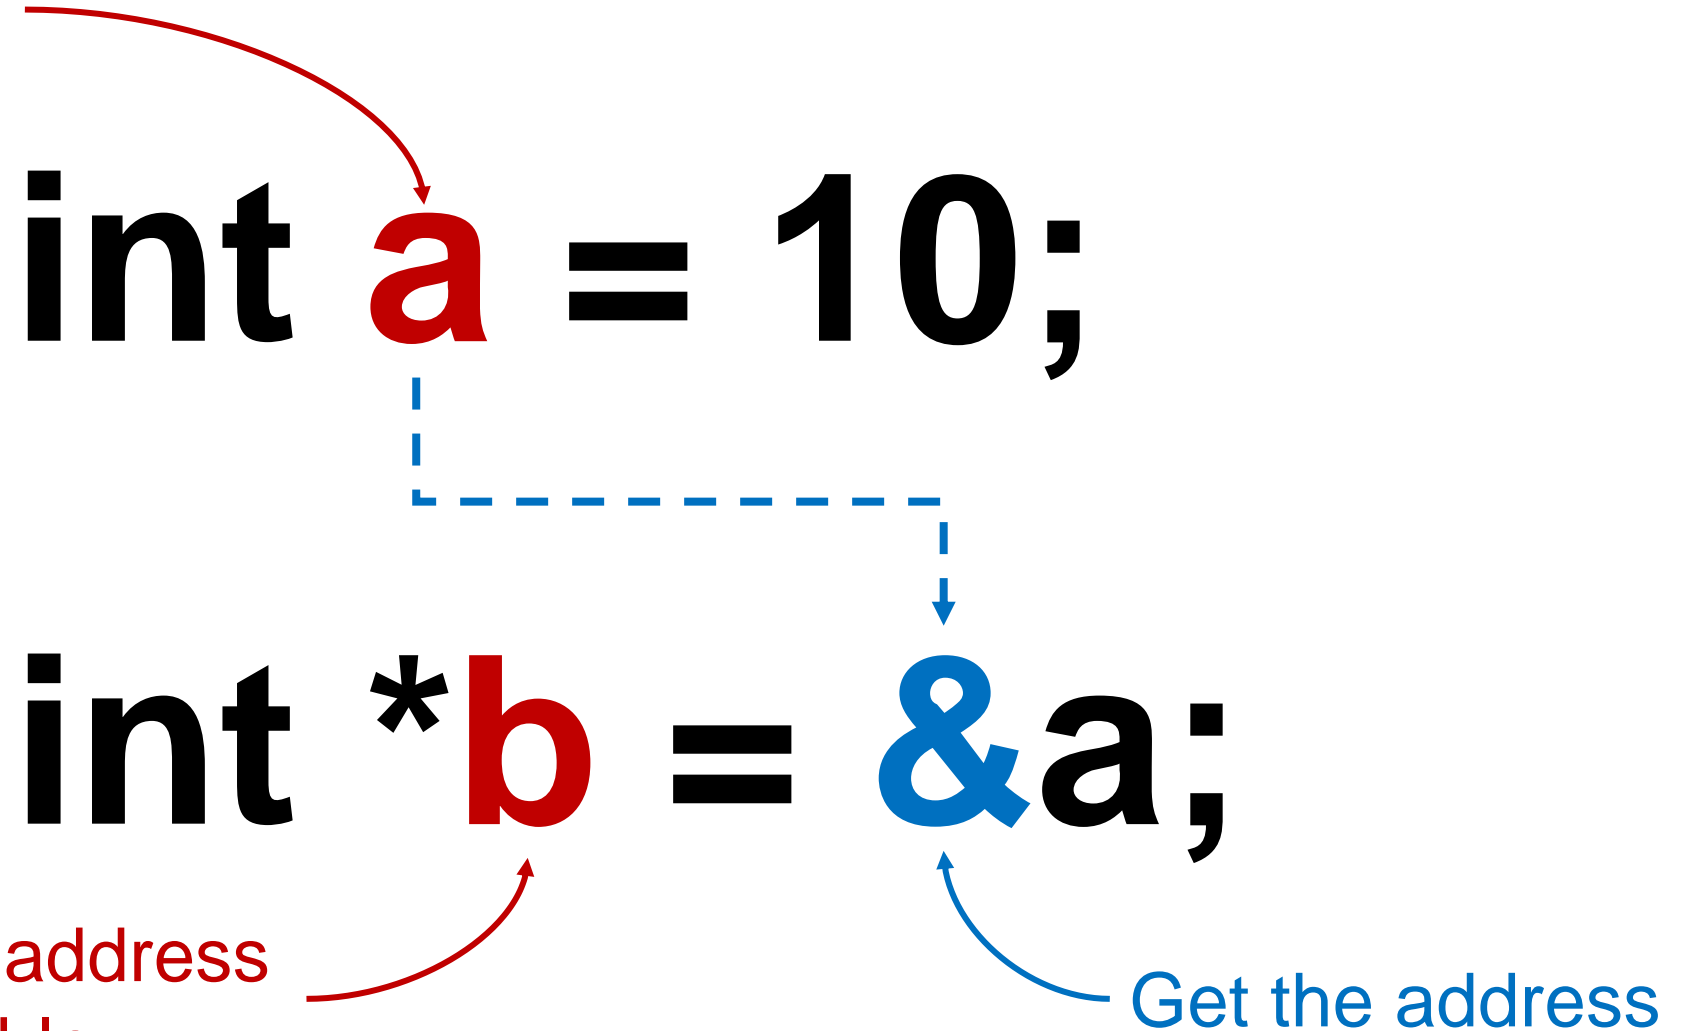 int a = 10;
int *b = &a;
address
Get the address